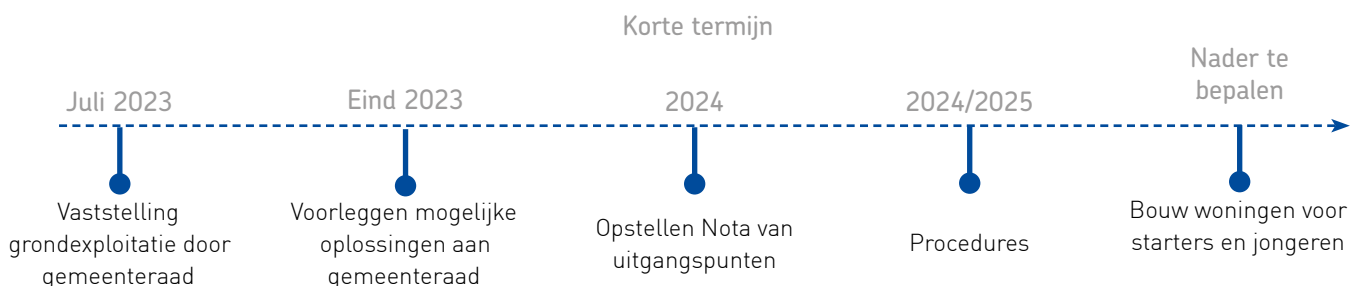 Korte termijn
Juli 2023
Eind 2023
2024
2024/2025
Nader te
bepalen
Vaststelling
grondexploitatie door
gemeenteraad
Voorleggen mogelijke
oplossingen aan
gemeenteraad
Opstellen Nota van
uitgangspunten
Procedures
Bouw woningen voor
starters en jongeren